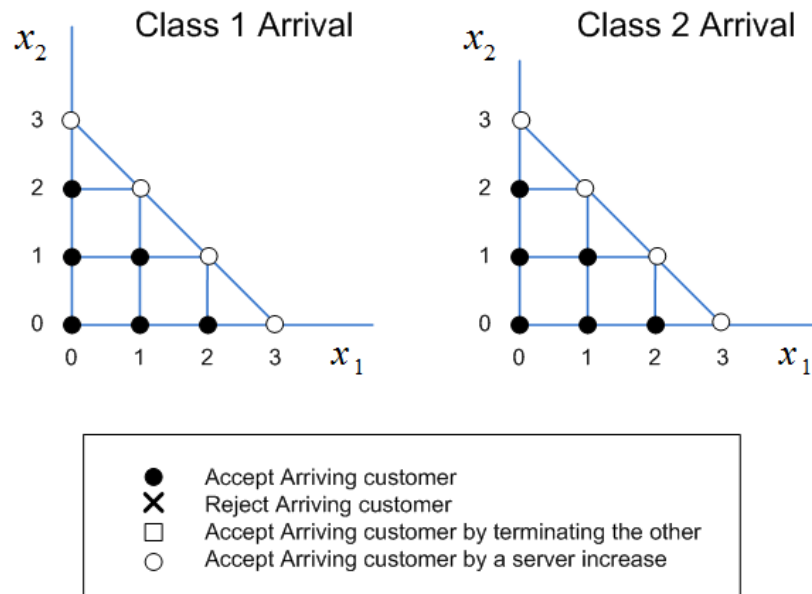 Class 1 Arrival
x2
3
2
1
0
0 1 2 3
x1
Class 2 Arrival
x2
3
2
1
0
0 1 2 3
x1
Accept Arriving customer
Reject Arriving customer
Accept Arriving customer by terminating the other
Accept Arriving customer by a server increase